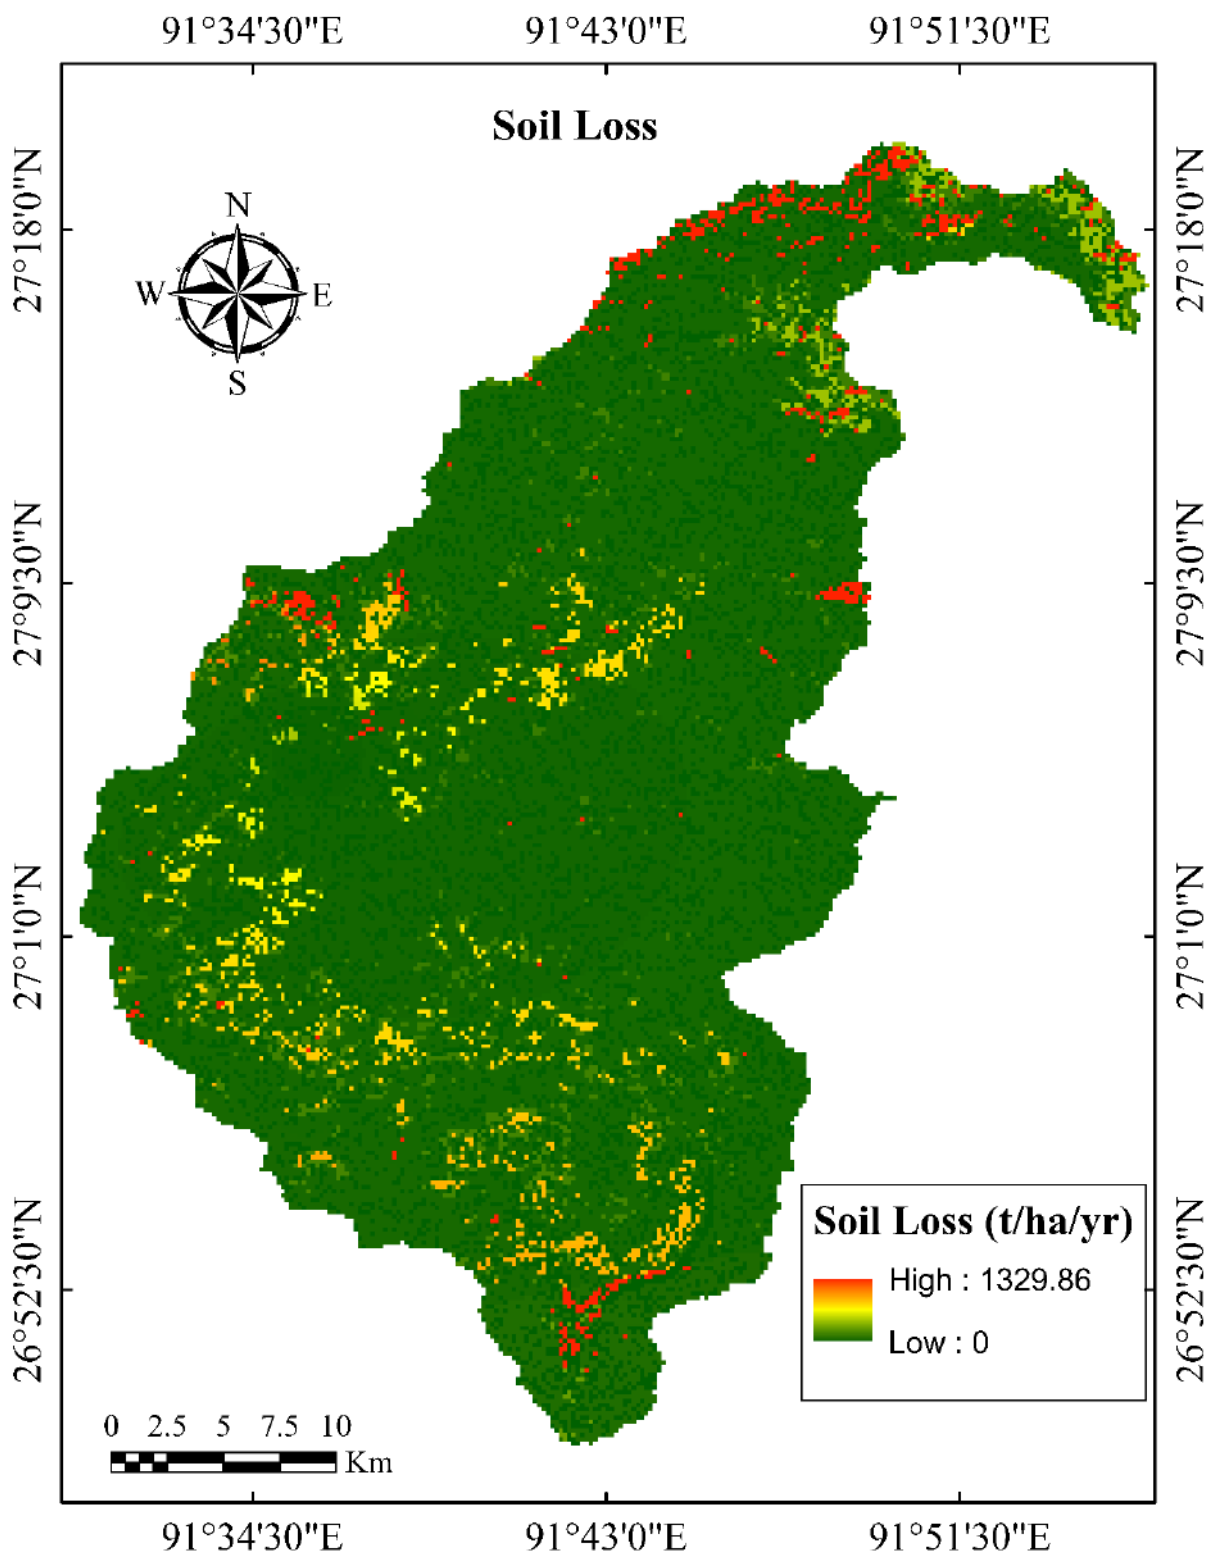 91°34'30"E 91°43'0"E 91°51'30"E
Soil Loss
27°18'0"N 27°18'0"N
N
W E
S
27°9'30"N 27°9'30"N
27°1'0"N 27°1'0"N
26°52'30"N 26°52'30"N
Soil Loss (t/ha/yr)
High : 1329.86
Low : 0
0 2.5 5 7.5 10
Km
91°34'30"E 91°43'0"E 91°51'30"E